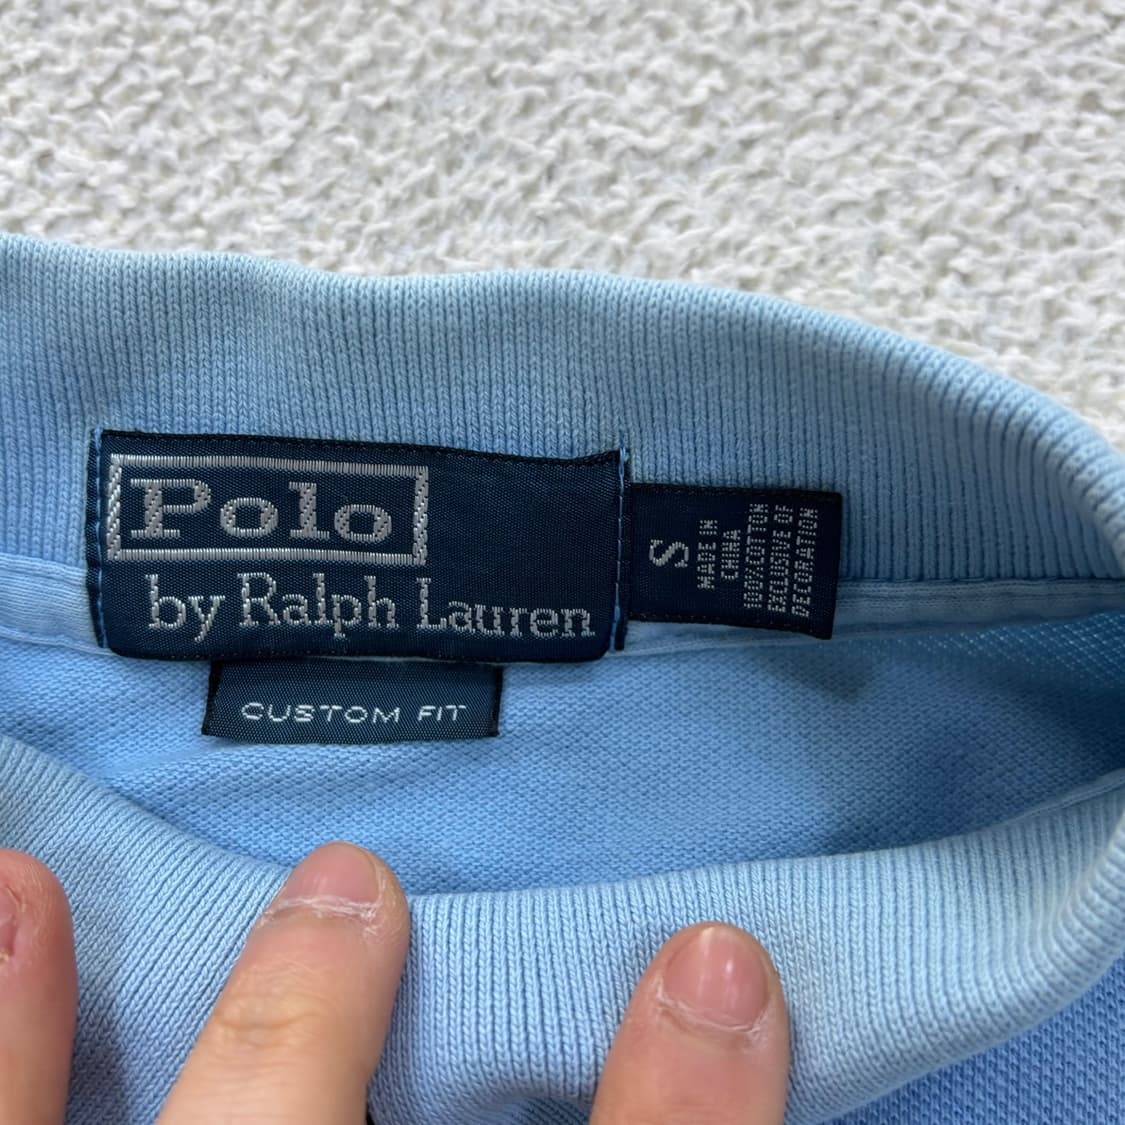 Polo
by Ralph Lauren
CUSTOM FIT
S
MADE IN
CHINA
100% COTTON
EXCLUSIVE OF
DECORATION